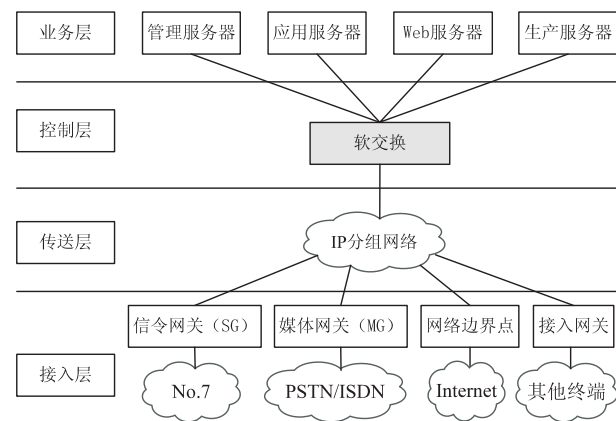 业务层
管理服务器
应用服务器
Web服务器
生产服务器
控制层
软交换
传送层
IP分组网络
信令网关（SG）
媒体网关（MG）
网络边界点
接入网关
接入层
No.7
PSTN/ISDN
Internet
其他终端